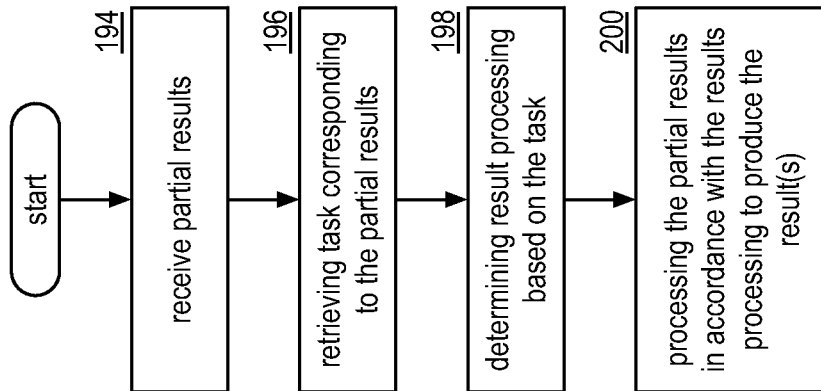 start
194
receive partial results
196
retrieving task corresponding
to the partial results
198
determining result processing
based on the task
200
processing the partial results
in accordance with the results
processing to produce the
result(s)